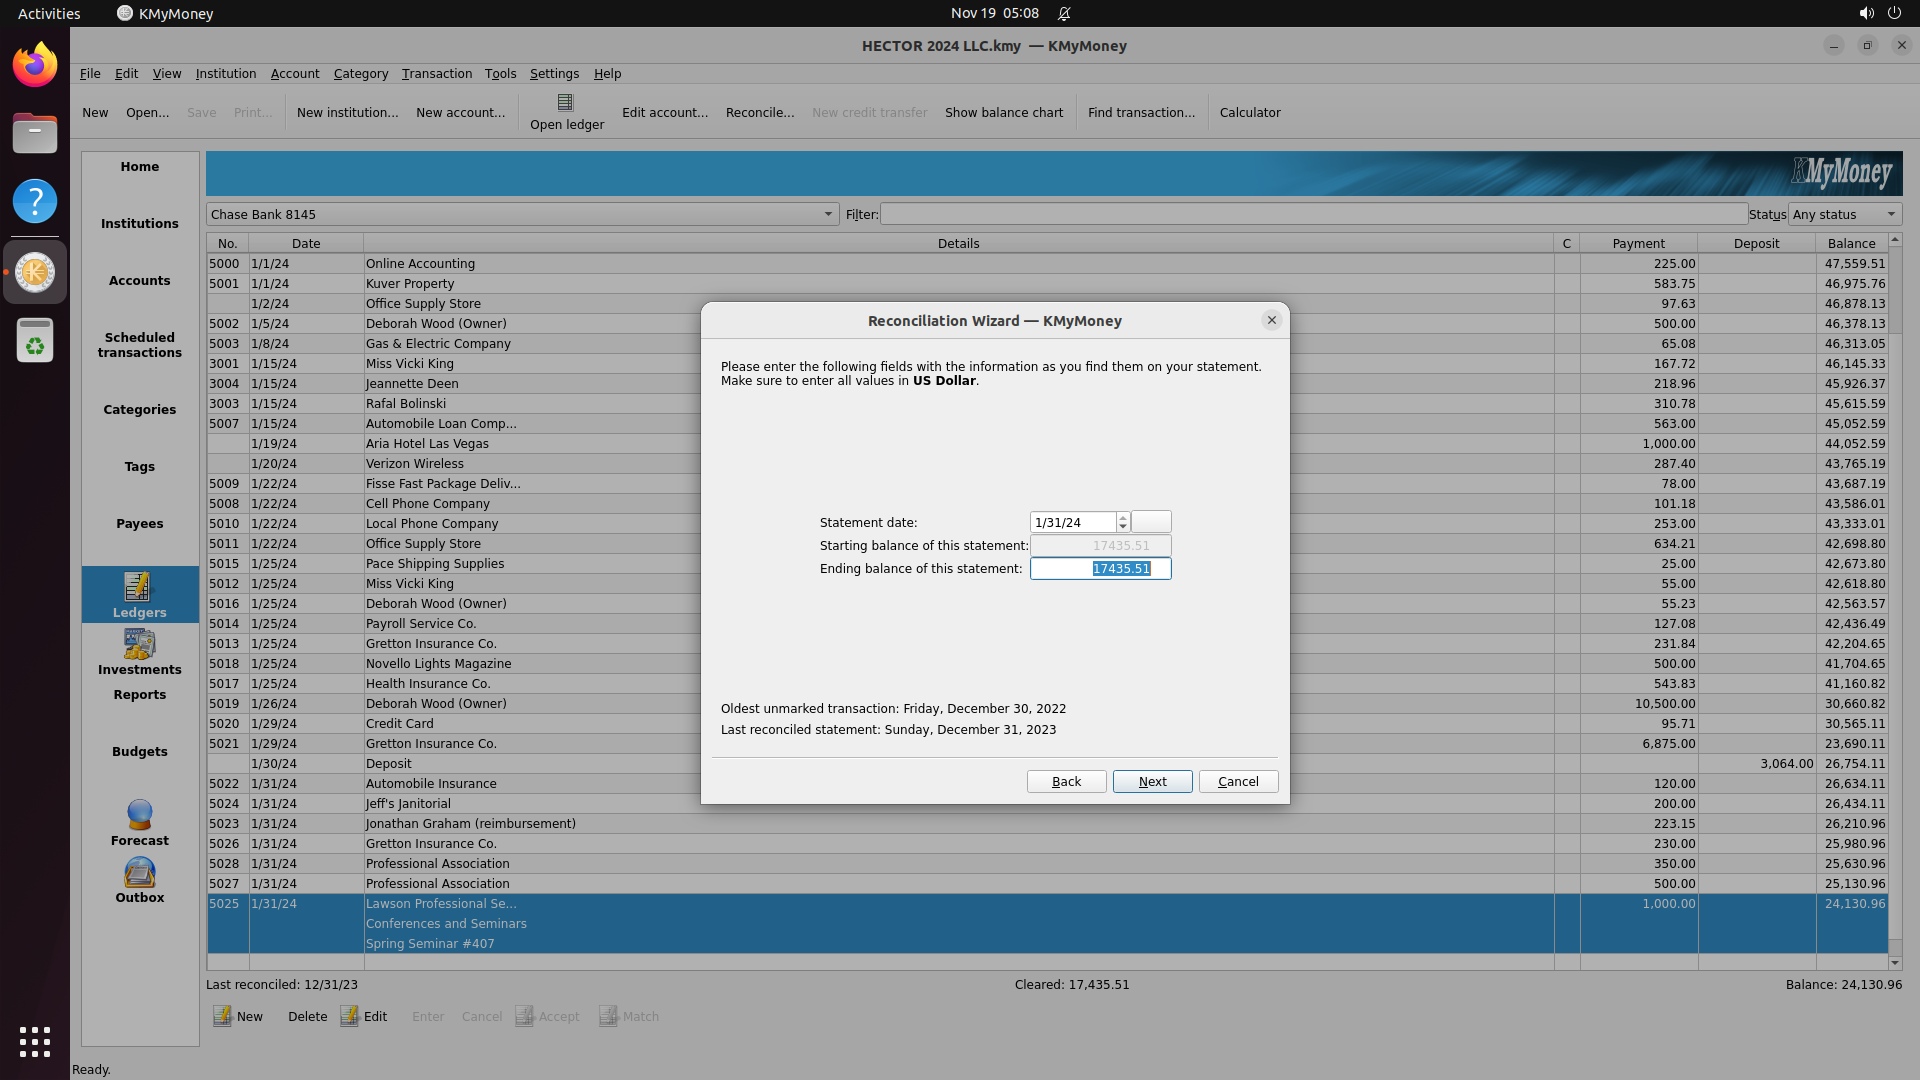 Activities KMyMoney Nov 19 05:08
HECTOR 2024 LLC.kmy — KMyMoney
File Edit View Institution Account Category Transaction Tools Settings Help
New Open... Save Print... New institution... New account... Open ledger Edit account... Reconcile... New credit transfer Show balance chart Find transaction... Calculator
Home
Institutions
Accounts
Scheduled
transactions
Categories
Tags
Payees
Ledgers
Investments
Reports
Budgets
Forecast
Outbox
KMyMoney
Chase Bank 8145 Filter: Status Any status
No. Date Details C Payment Deposit Balance
5000 1/1/24 Online Accounting 225.00 47,559.51
5001 1/1/24 Kuver Property 583.75 46,975.76
1/2/24 Office Supply Store 97.63 46,878.13
5002 1/5/24 Deborah Wood (Owner) 500.00 46,378.13
5003 1/8/24 Gas & Electric Company 65.08 46,313.05
3001 1/15/24 Miss Vicki King 167.72 46,145.33
3004 1/15/24 Jeannette Deen 218.96 45,926.37
3003 1/15/24 Rafal Bolinski 310.78 45,615.59
5007 1/15/24 Automobile Loan Comp... 563.00 45,052.59
1/19/24 Aria Hotel Las Vegas 1,000.00 44,052.59
1/20/24 Verizon Wireless 287.40 43,765.19
5009 1/22/24 Fisse Fast Package Deliv... 78.00 43,687.19
5008 1/22/24 Cell Phone Company 101.18 43,586.01
5010 1/22/24 Local Phone Company 253.00 43,333.01
5011 1/22/24 Office Supply Store 634.21 42,698.80
5015 1/25/24 Pace Shipping Supplies 25.00 42,673.80
5012 1/25/24 Miss Vicki King 55.00 42,618.80
5016 1/25/24 Deborah Wood (Owner) 55.23 42,563.57
5014 1/25/24 Payroll Service Co. 127.08 42,436.49
5013 1/25/24 Gretton Insurance Co. 231.84 42,204.65
5018 1/25/24 Novello Lights Magazine 500.00 41,704.65
5017 1/25/24 Health Insurance Co. 543.83 41,160.82
5019 1/26/24 Deborah Wood (Owner) 10,500.00 30,660.82
5020 1/29/24 Credit Card 95.71 30,565.11
5021 1/29/24 Gretton Insurance Co. 6,875.00 23,690.11
1/30/24 Deposit 3,064.00 26,754.11
5022 1/31/24 Automobile Insurance 120.00 26,634.11
5024 1/31/24 Jeff's Janitorial 200.00 26,434.11
5023 1/31/24 Jonathan Graham (reimbursement) 223.15 26,210.96
5026 1/31/24 Gretton Insurance Co. 230.00 25,980.96
5028 1/31/24 Professional Association 350.00 25,630.96
5027 1/31/24 Professional Association 500.00 25,130.96
5025 1/31/24 Lawson Professional Se... 1,000.00 24,130.96
Conferences and Seminars
Spring Seminar #407
Last reconciled: 12/31/23 Cleared: 17,435.51 Balance: 24,130.96
New Delete Edit Enter Cancel Accept Match
Ready.
Reconciliation Wizard — KMyMoney
Please enter the following fields with the information as you find them on your statement.
Make sure to enter all values in US Dollar.
Statement date: 1/31/24
Starting balance of this statement: 17435.51
Ending balance of this statement: 17435.51
Oldest unmarked transaction: Friday, December 30, 2022
Last reconciled statement: Sunday, December 31, 2023
Back Next Cancel